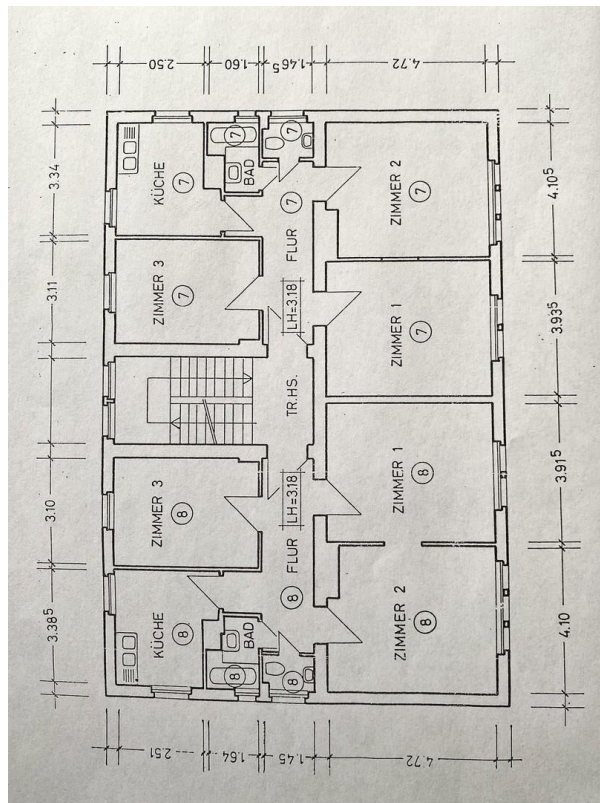 2.50
1.60
1.46⁵
4.72
3.34
3.11
3.10
3.38⁵
KÜCHE
7
7
BAD
7
FLUR
7
ZIMMER 2
7
ZIMMER 3
7
LH=3.18
ZIMMER 1
7
TR.HS.
ZIMMER 3
8
LH=3.18
ZIMMER 1
8
KÜCHE
8
FLUR
8
BAD
8
8
ZIMMER 2
8
4.10⁵
3.93⁵
3.91⁵
4.10
2.51
1.64
1.45
4.72